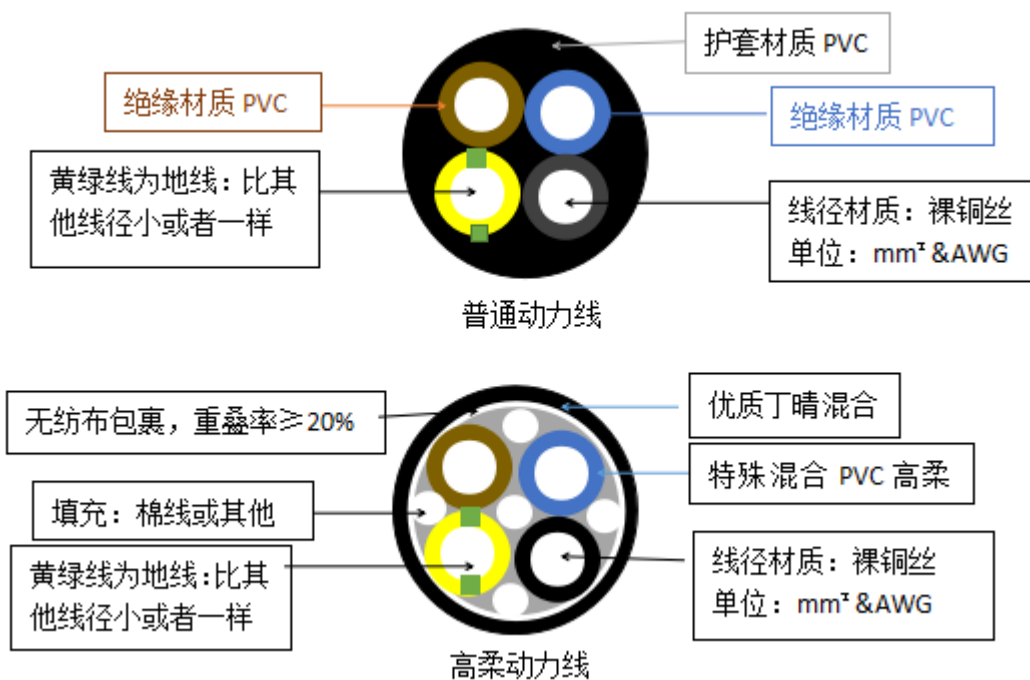 护套材质 PVC
绝缘材质 PVC
绝缘材质 PVC
黄绿线为地线：比其
他线径小或者一样
线径材质：裸铜丝
单位：mm²&AWG
普通动力线
无纺布包裹，重叠率≥20%
优质丁晴混合
特殊混合 PVC 高柔
填充：棉线或其他
黄绿线为地线:比其
他线径小或者一样
线径材质：裸铜丝
单位：mm²&AWG
高柔动力线